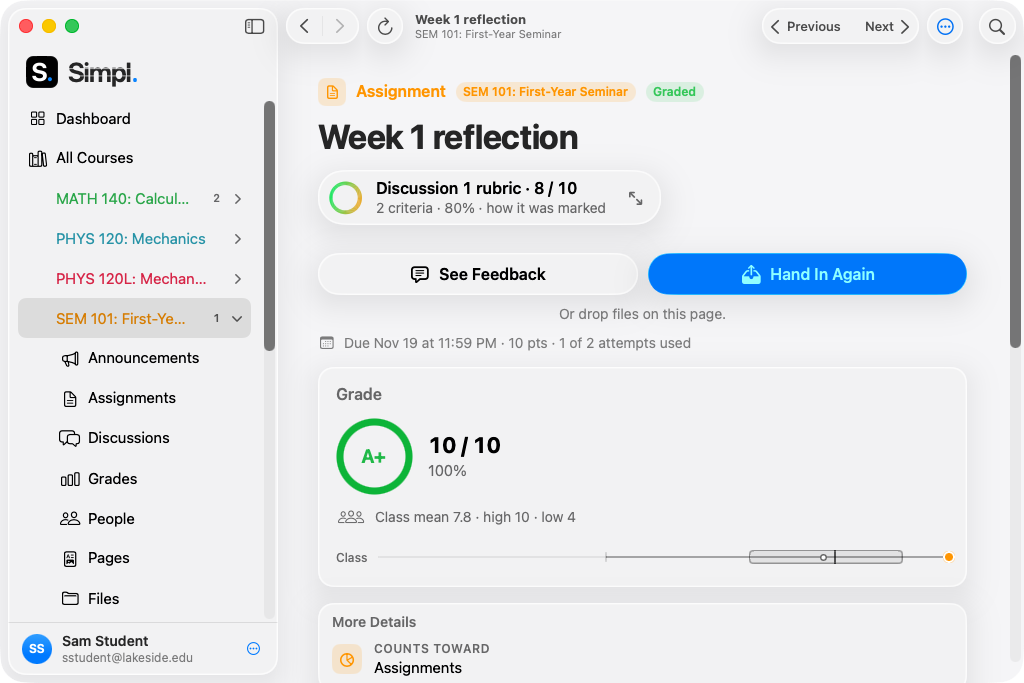 Simpl.
Dashboard
All Courses
MATH 140: Calcul... 2
PHYS 120: Mechanics
PHYS 120L: Mechan...
SEM 101: First-Ye... 1
Announcements
Assignments
Discussions
Grades
People
Pages
Files
SS
Sam Student
sstudent@lakeside.edu
Week 1 reflection
SEM 101: First-Year Seminar
Previous
Next
Assignment
SEM 101: First-Year Seminar
Graded
Week 1 reflection
Discussion 1 rubric · 8 / 10
2 criteria · 80% · how it was marked
See Feedback
Hand In Again
Or drop files on this page.
Due Nov 19 at 11:59 PM · 10 pts · 1 of 2 attempts used
Grade
A+
10 / 10
100%
Class mean 7.8 · high 10 · low 4
Class
More Details
COUNTS TOWARD
Assignments